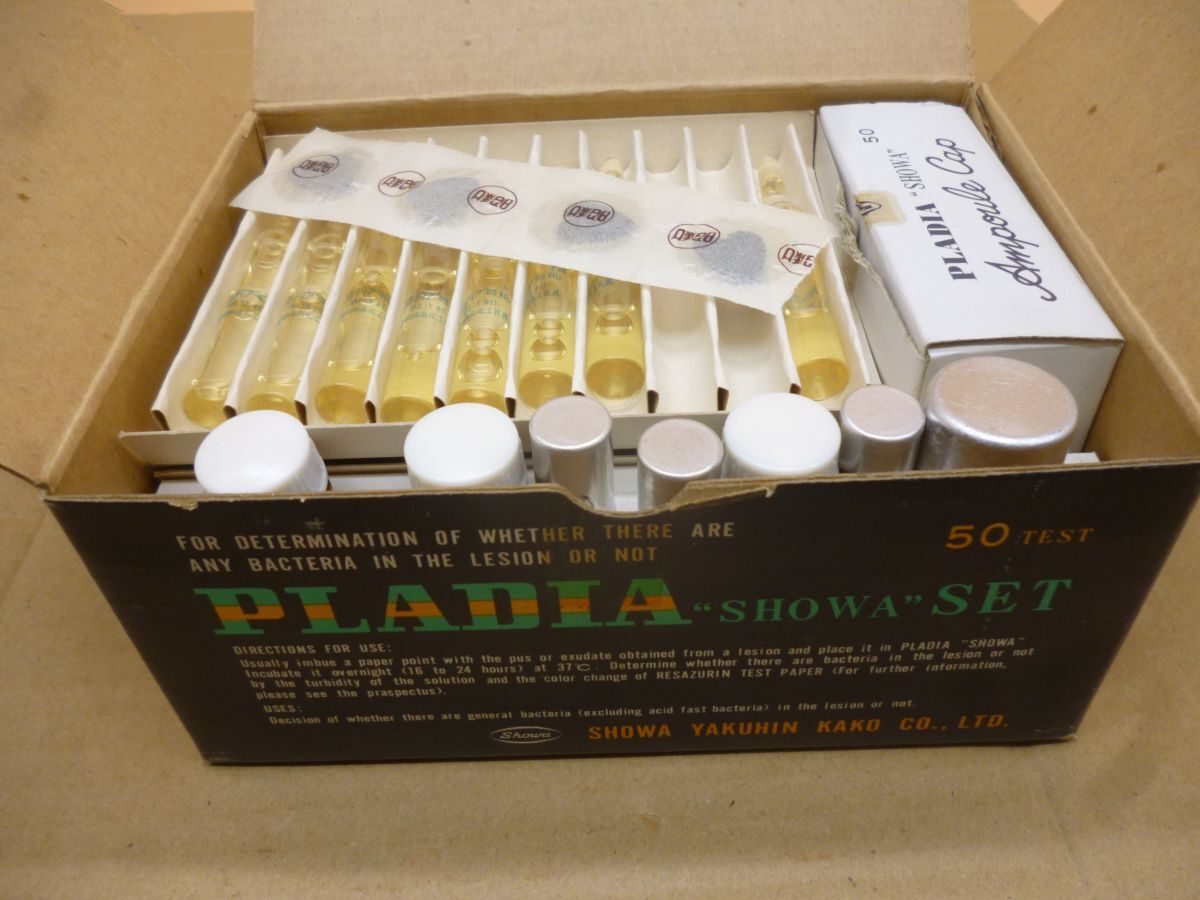 50
PLADIA "SHOWA"
Ampoule Cap
FOR DETERMINATION OF WHETHER THERE ARE
ANY BACTERIA IN THE LESION OR NOT
50 TEST
PLADIA "SHOWA" SET
DIRECTIONS FOR USE:
Usually imbue a paper point with the pus or exudate obtained from a lesion and place it in PLADIA "SHOWA"
Incubate it overnight (16 to 24 hours) at 37℃. Determine whether there are bacteria in the lesion or not
by the turbidity of the solution and the color change of RESAZURIN TEST PAPER (For further information,
please see the praspectus).
USES:
Decision of whether there are general bacteria (excluding acid fast bacteria) in the lesion or not.
Showa SHOWA YAKUHIN KAKO CO., LTD.